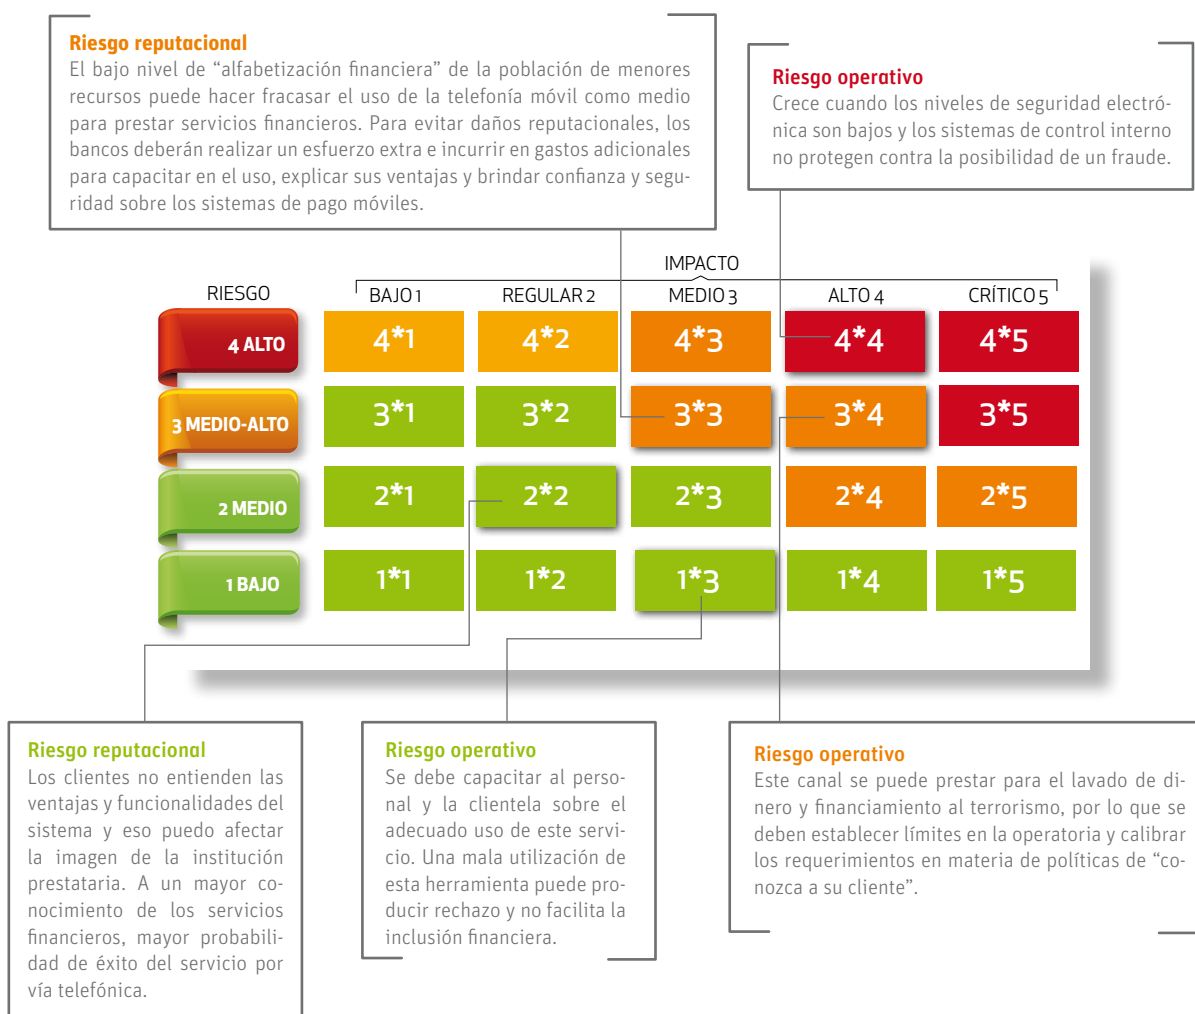 Riesgo reputacional
El bajo nivel de “alfabetización financiera” de la población de menores
recursos puede hacer fracasar el uso de la telefonía móvil como medio
para prestar servicios financieros. Para evitar daños reputacionales, los
bancos deberán realizar un esfuerzo extra e incurrir en gastos adicionales
para capacitar en el uso, explicar sus ventajas y brindar confianza y segu-
ridad sobre los sistemas de pago móviles.
Riesgo operativo
Crece cuando los niveles de seguridad electró-
nica son bajos y los sistemas de control interno
no protegen contra la posibilidad de un fraude.
IMPACTO
RIESGO BAJO 1 REGULAR 2 MEDIO 3 ALTO 4 CRÍTICO 5
4 ALTO 4*1 4*2 4*3 4*4 4*5
3 MEDIO-ALTO 3*1 3*2 3*3 3*4 3*5
2 MEDIO 2*1 2*2 2*3 2*4 2*5
1 BAJO 1*1 1*2 1*3 1*4 1*5
Riesgo reputacional
Los clientes no entienden las
ventajas y funcionalidades del
sistema y eso puedo afectar
la imagen de la institución
prestataria. A un mayor co-
nocimiento de los servicios
financieros, mayor probabili-
dad de éxito del servicio por
vía telefónica.
Riesgo operativo
Se debe capacitar al perso-
nal y la clientela sobre el
adecuado uso de este servi-
cio. Una mala utilización de
esta herramienta puede pro-
ducir rechazo y no facilita la
inclusión financiera.
Riesgo operativo
Este canal se puede prestar para el lavado de di-
nero y financiamiento al terrorismo, por lo que se
deben establecer límites en la operatoria y calibrar
los requerimientos en materia de políticas de “co-
nozca a su cliente”.